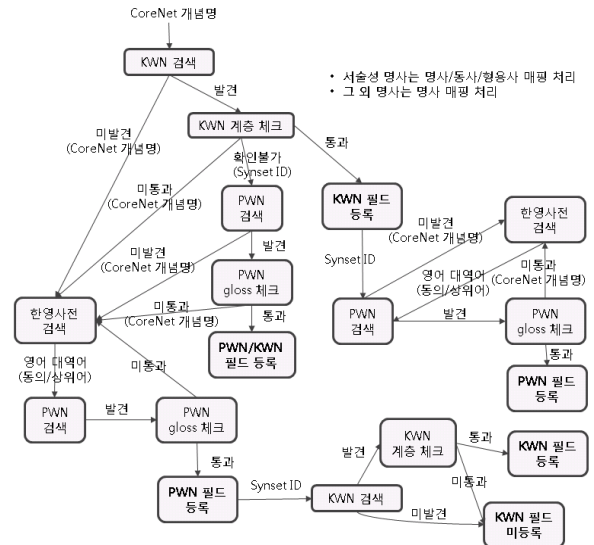 CoreNet 개념명
KWN 검색
발견
• 서술성 명사는 명사/동사/형용사 매핑 처리
• 그 외 명사는 명사 매핑 처리
미발견
(CoreNet 개념명)
KWN 계층 체크
통과
확인불가
(Synset ID)
미통과
(CoreNet 개념명)
PWN
검색
KWN 필드
등록
미발견
(CoreNet 개념명)
한영사전
검색
미발견
(CoreNet 개념명)
발견
Synset ID
영어 대역어
(동의/상위어)
미통과
(CoreNet 개념명)
PWN
gloss 체크
한영사전
검색
미통과
(CoreNet 개념명)
통과
PWN
검색
발견
PWN
gloss 체크
PWN/KWN
필드 등록
통과
영어 대역어
(동의/상위어)
미통과
PWN 필드
등록
PWN
검색
발견
PWN
gloss 체크
KWN
계층 체크
통과
KWN 필드
등록
발견
통과
미통과
PWN 필드
등록
Synset ID
KWN 검색
미발견
KWN 필드
미등록